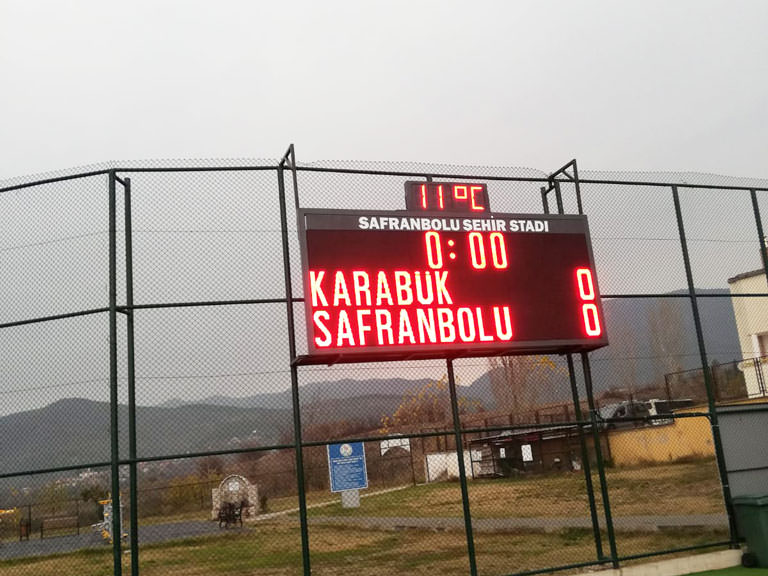 11°C
SAFRANBOLU ŞEHİR STADI
0:00
KARABÜK 0
SAFRANBOLU 0